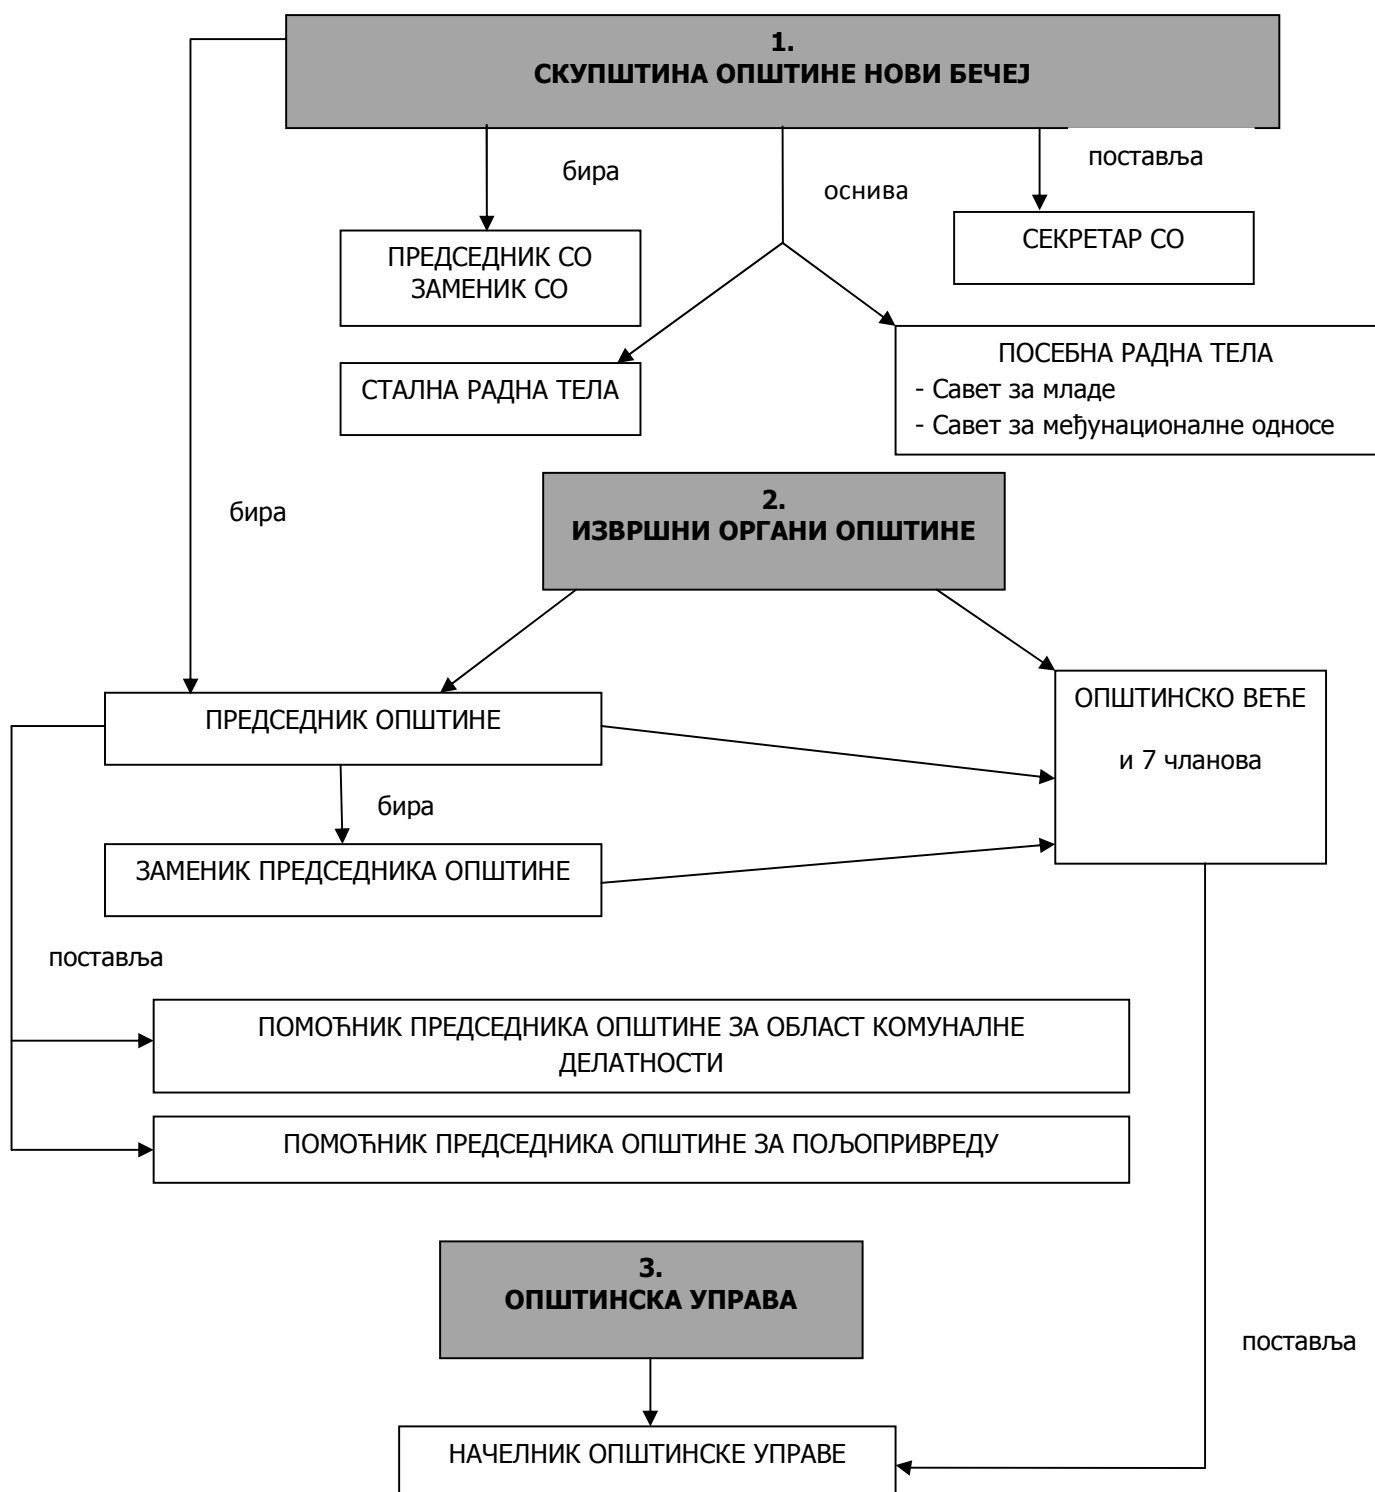 1.
СКУПШТИНА ОПШТИНЕ НОВИ БЕЧЕЈ
бира
оснива
поставља
ПРЕДСЕДНИК СО
ЗАМЕНИК СО
СЕКРЕТАР СО
СТАЛНА РАДНА ТЕЛА
ПОСЕБНА РАДНА ТЕЛА
- Савет за младе
- Савет за међунационалне односе
бира
2.
ИЗВРШНИ ОРГАНИ ОПШТИНЕ
ПРЕДСЕДНИК ОПШТИНЕ
ОПШТИНСКО ВЕЋЕ
и 7 чланова
бира
ЗАМЕНИК ПРЕДСЕДНИКА ОПШТИНЕ
поставља
ПОМОЋНИК ПРЕДСЕДНИКА ОПШТИНЕ ЗА ОБЛАСТ КОМУНАЛНЕ
ДЕЛАТНОСТИ
ПОМОЋНИК ПРЕДСЕДНИКА ОПШТИНЕ ЗА ПОЉОПРИВРЕДУ
3.
ОПШТИНСКА УПРАВА
поставља
НАЧЕЛНИК ОПШТИНСКЕ УПРАВЕ